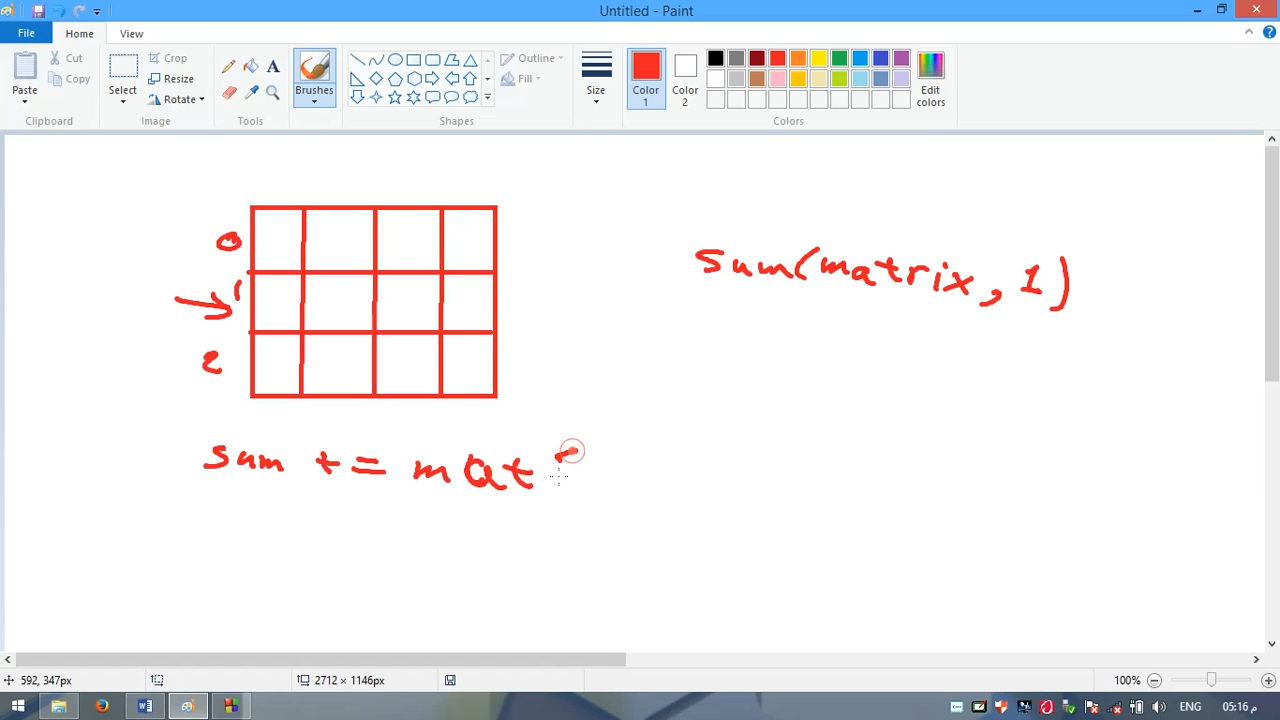 Untitled - Paint
File
Home
View
Paste
Cut
Copy
Clipboard
Select
Crop
Resize
Rotate
Image
A
Tools
Brushes
Shapes
Outline
Fill
Size
Color 1
Color 2
Colors
Edit colors
0
1
2
sum(matrix, 1)
sum += mat
592, 347px
2712 × 1146px
100%
ENG
05:16 م